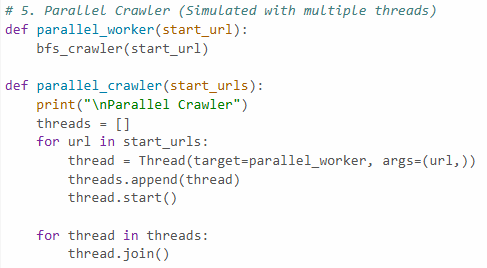 # 5. Parallel Crawler (Simulated with multiple threads)
def parallel_worker(start_url):
    bfs_crawler(start_url)

def parallel_crawler(start_urls):
    print("\nParallel Crawler")
    threads = []
    for url in start_urls:
        thread = Thread(target=parallel_worker, args=(url,))
        threads.append(thread)
        thread.start()

    for thread in threads:
        thread.join()